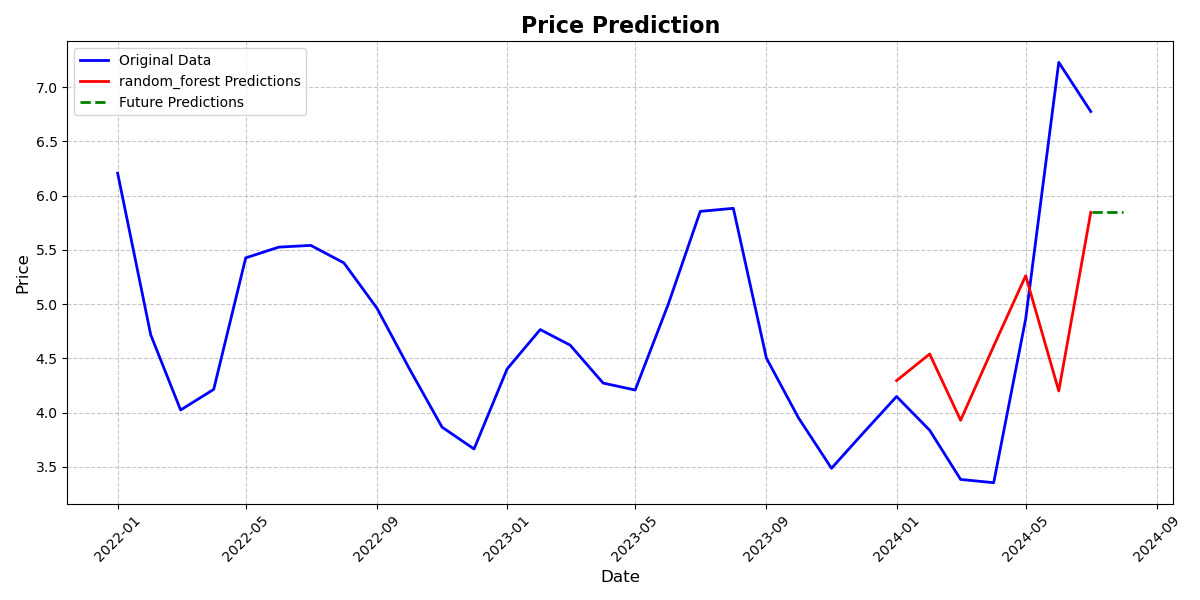 Price Prediction
Original Data
random_forest Predictions
Future Predictions
Price
7.0
6.5
6.0
5.5
5.0
4.5
4.0
3.5
2022-01
2022-05
2022-09
2023-01
2023-05
2023-09
2024-01
2024-05
2024-09
Date